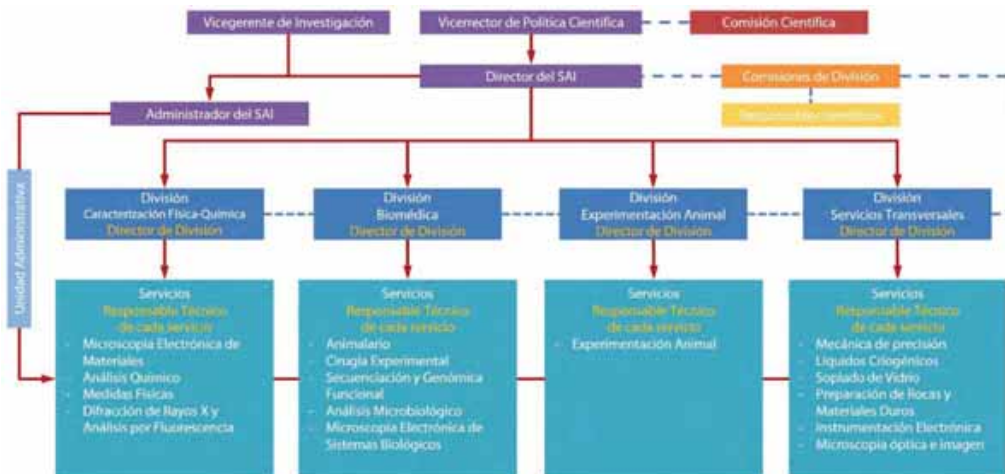 Vicegerente de Investigación
Vicerrector de Política Científica
Comisión Científica
Director del SAI
Comisiones de División
Administrador del SAI
Responsables Científicos
Unidad Administrativa
División
Caracterización Física-Química
Director de División
División
Biomédica
Director de División
División
Experimentación Animal
Director de División
División
Servicios Transversales
Director de División
Servicios
Responsable Técnico
de cada servicio
- Microscopia Electrónica de
Materiales
- Análisis Químico
- Medidas Físicas
- Difracción de Rayos X y
Análisis por Fluorescencia
Servicios
Responsable Técnico
de cada servicio
- Animalario
- Cirugía Experimental
- Secuenciación y Genómica
Funcional
- Análisis Microbiológico
- Microscopia Electrónica de
Sistemas Biológicos
Servicios
Responsable Técnico
de cada servicio
- Experimentación Animal
Servicios
Responsable Técnico
de cada servicio
- Mecánica de precisión
- Líquidos Criogénicos
- Soplado de Vidrio
- Preparación de Rocas y
Materiales Duros
- Instrumentación Electrónica
- Microscopia óptica e imagen